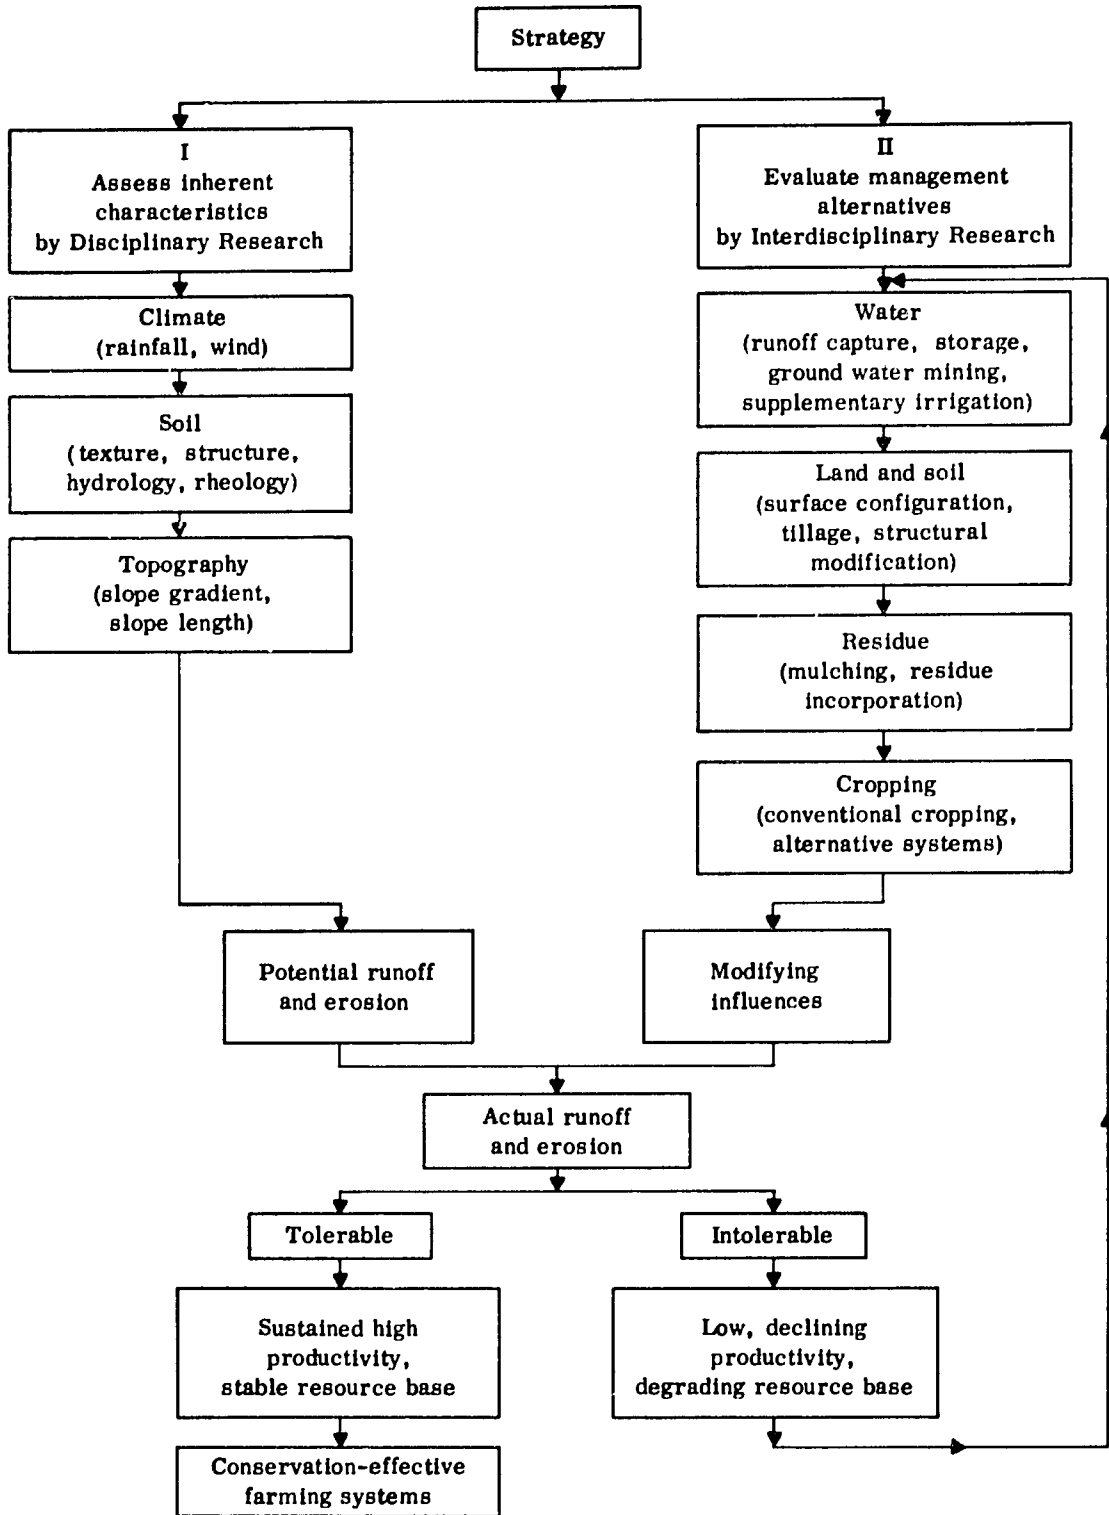 Strategy
I
Assess inherent
characteristics
by Disciplinary Research
Climate
(rainfall, wind)
Soil
(texture, structure,
hydrology, rheology)
Topography
(slope gradient,
slope length)
II
Evaluate management
alternatives
by Interdisciplinary Research
Water
(runoff capture, storage,
ground water mining,
supplementary irrigation)
Land and soil
(surface configuration,
tillage, structural
modification)
Residue
(mulching, residue
incorporation)
Cropping
(conventional cropping,
alternative systems)
Potential runoff
and erosion
Modifying
influences
Actual runoff
and erosion
Tolerable
Intolerable
Sustained high
productivity,
stable resource base
Low, declining
productivity,
degrading resource base
Conservation-effective
farming systems